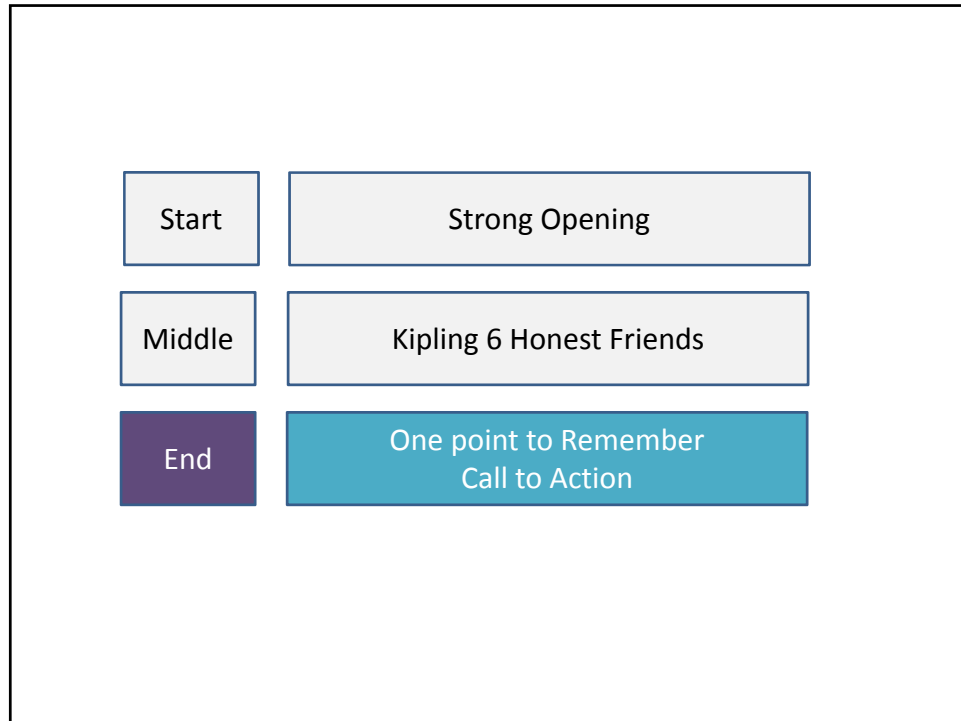 Start
Strong Opening
Middle
Kipling 6 Honest Friends
End
One point to Remember
Call to Action